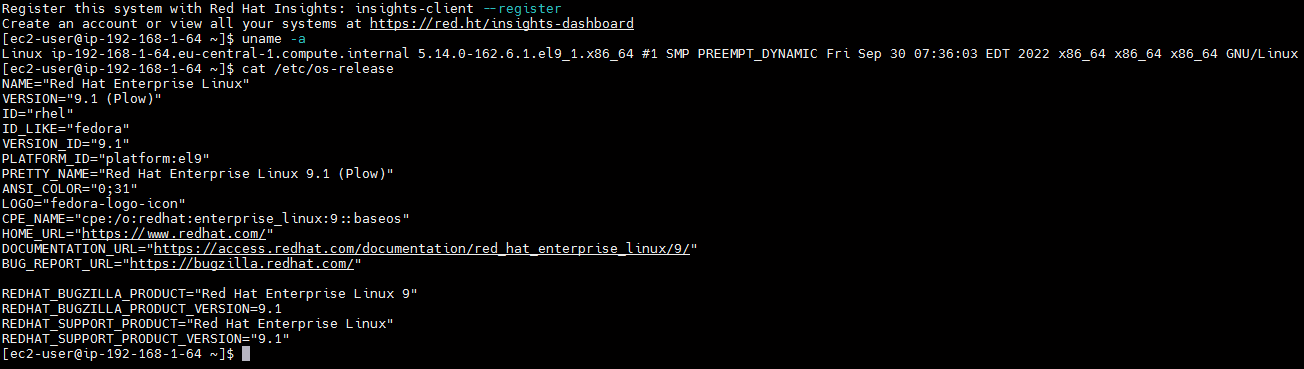 Register this system with Red Hat Insights: insights-client --register
Create an account or view all your systems at https://red.ht/insights-dashboard
[ec2-user@ip-192-168-1-64 ~]$ uname -a
Linux ip-192-168-1-64.eu-central-1.compute.internal 5.14.0-162.6.1.el9_1.x86_64 #1 SMP PREEMPT_DYNAMIC Fri Sep 30 07:36:03 EDT 2022 x86_64 x86_64 x86_64 GNU/Linux
[ec2-user@ip-192-168-1-64 ~]$ cat /etc/os-release
NAME="Red Hat Enterprise Linux"
VERSION="9.1 (Plow)"
ID="rhel"
ID_LIKE="fedora"
VERSION_ID="9.1"
PLATFORM_ID="platform:el9"
PRETTY_NAME="Red Hat Enterprise Linux 9.1 (Plow)"
ANSI_COLOR="0;31"
LOGO="fedora-logo-icon"
CPE_NAME="cpe:/o:redhat:enterprise_linux:9::baseos"
HOME_URL="https://www.redhat.com/"
DOCUMENTATION_URL="https://access.redhat.com/documentation/red_hat_enterprise_linux/9/"
BUG_REPORT_URL="https://bugzilla.redhat.com/"

REDHAT_BUGZILLA_PRODUCT="Red Hat Enterprise Linux 9"
REDHAT_BUGZILLA_PRODUCT_VERSION=9.1
REDHAT_SUPPORT_PRODUCT="Red Hat Enterprise Linux"
REDHAT_SUPPORT_PRODUCT_VERSION="9.1"
[ec2-user@ip-192-168-1-64 ~]$